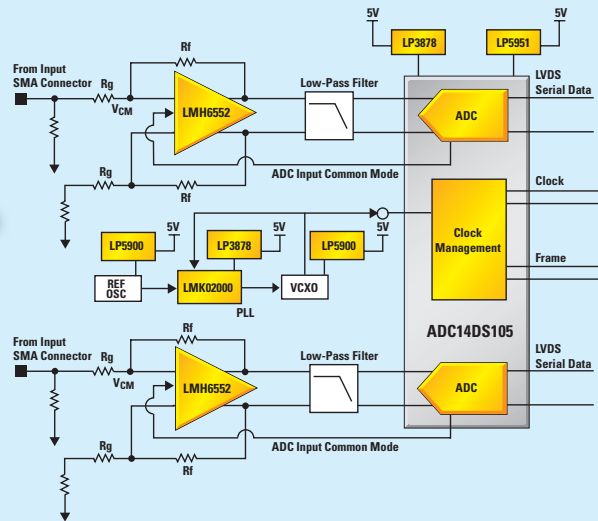 5V
5V
LP3878
LP5951
Rf
From Input
SMA Connector
Rg
VCM
LMH6552
Low-Pass Filter
ADC
LVDS
Serial Data
Rg
Rf
ADC Input Common Mode
Clock
Clock
Management
Frame
5V
5V
5V
LP5900
LP3878
LP5900
REF
OSC
LMK02000
VCXO
PLL
ADC14DS105
From Input
SMA Connector
Rf
Rg
VCM
LMH6552
Low-Pass Filter
ADC
LVDS
Serial Data
Rg
Rf
ADC Input Common Mode